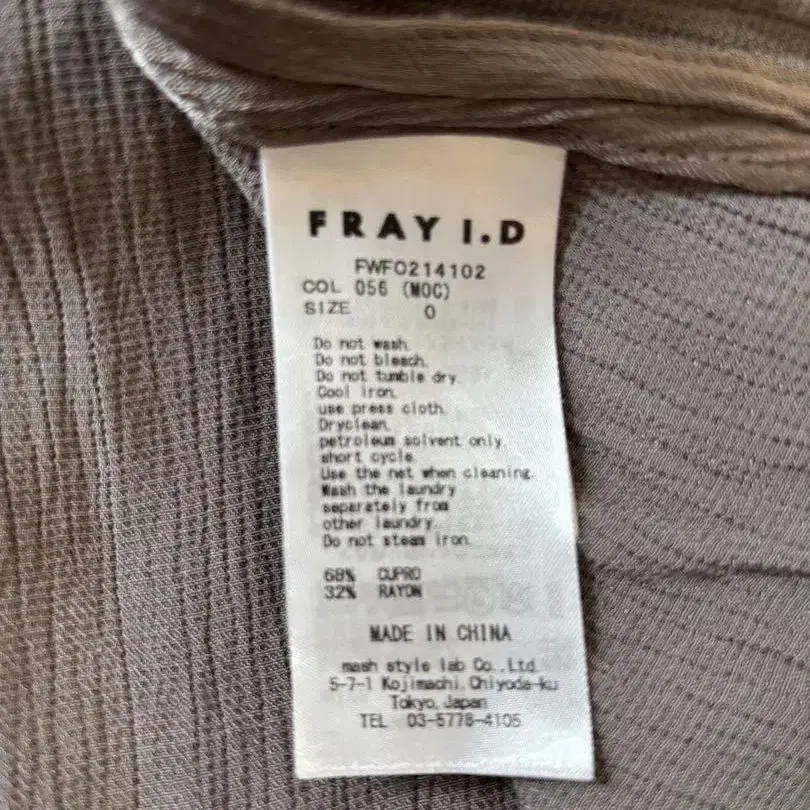 FRAY I.D
FWFO214102
COL 056 (MOC)
SIZE 0
Do not wash.
Do not bleach.
Do not tumble dry.
Cool iron.
use press cloth.
Dryclean.
petroleum solvent only.
short cycle.
Use the net when cleaning.
Wash the laundry
separately from
other laundry.
Do not steam iron.
68% CUPRO
32% RAYON
MADE IN CHINA
mash style lab Co., Ltd.
5-7-1 Kojimachi, Chiyoda-ku
Tokyo, Japan
TEL 03-5778-4105